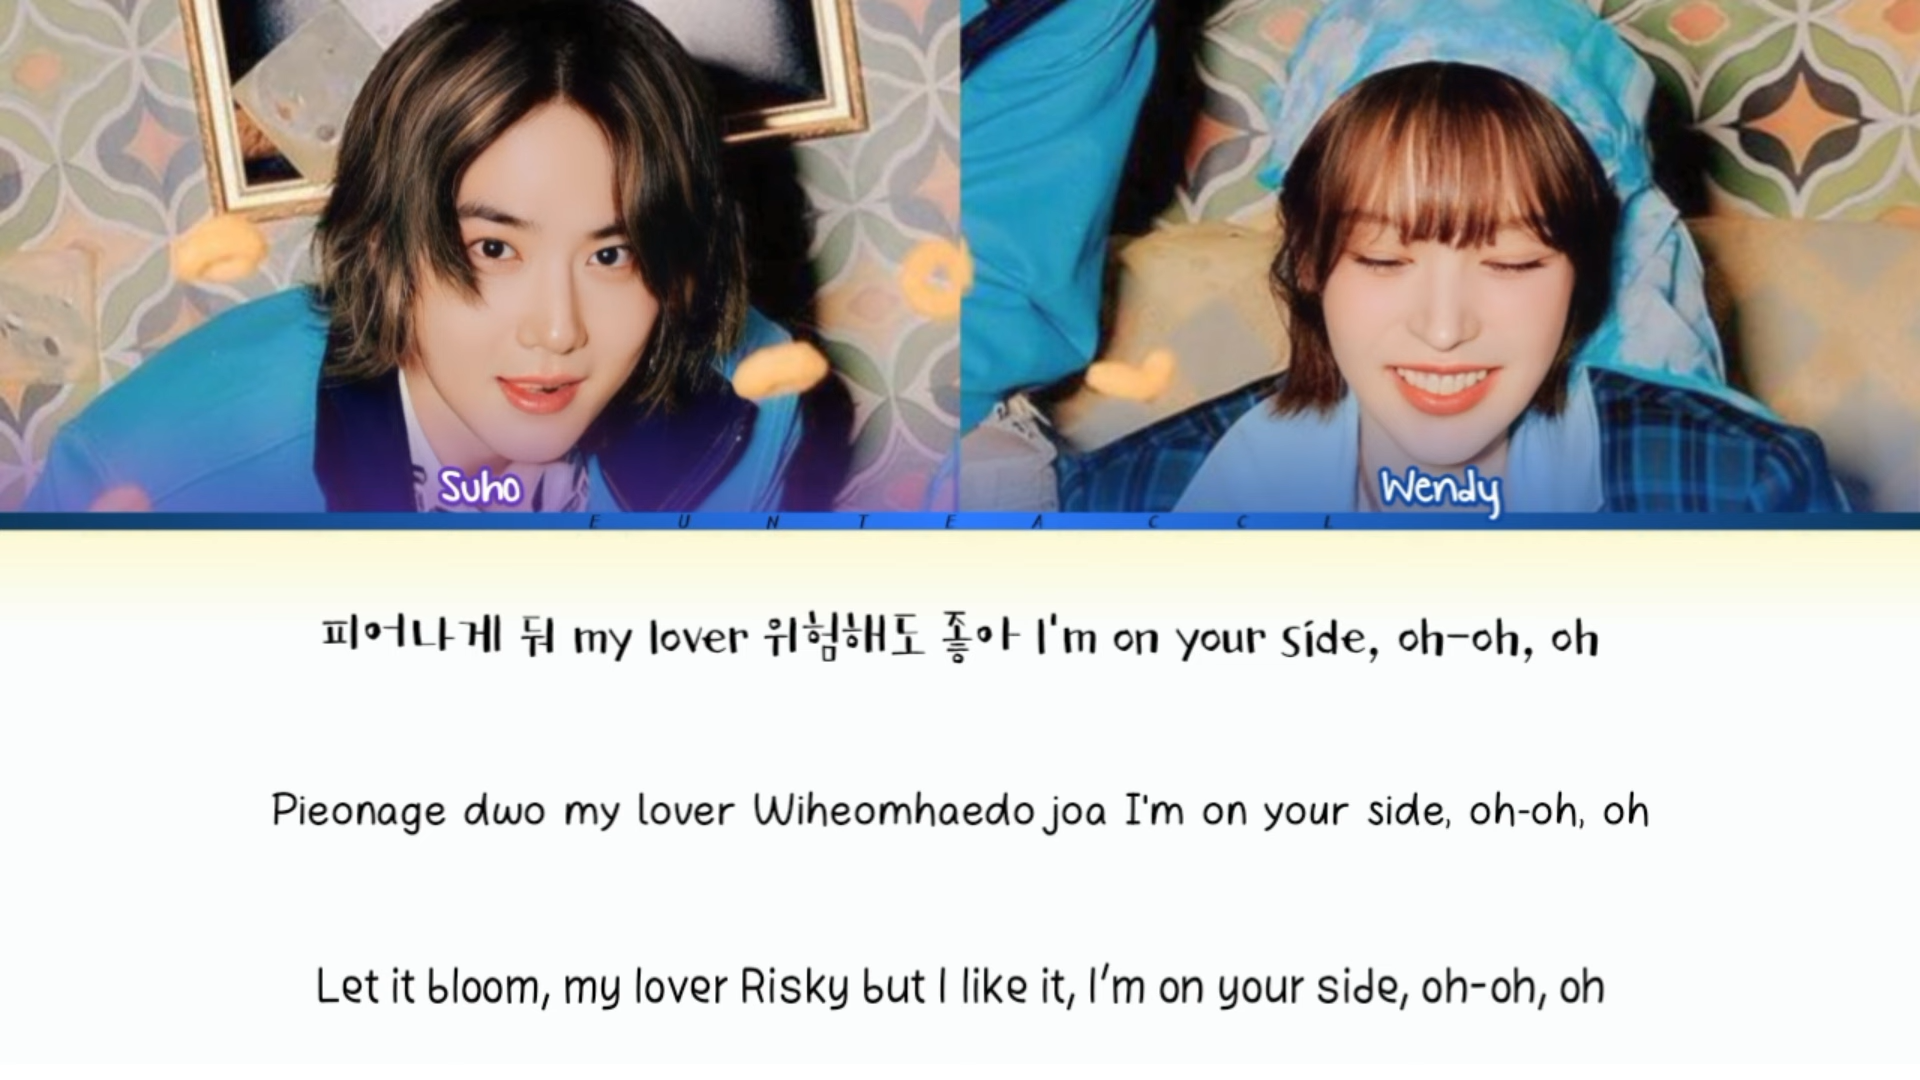 Suho
Wendy
E U N T E A C C L
피어나게 둬 my lover 위험해도 좋아 I'm on your side, oh-oh, oh
Pieonage dwo my lover Wiheomhaedo joa I'm on your side, oh-oh, oh
Let it bloom, my lover Risky but I like it, I'm on your side, oh-oh, oh